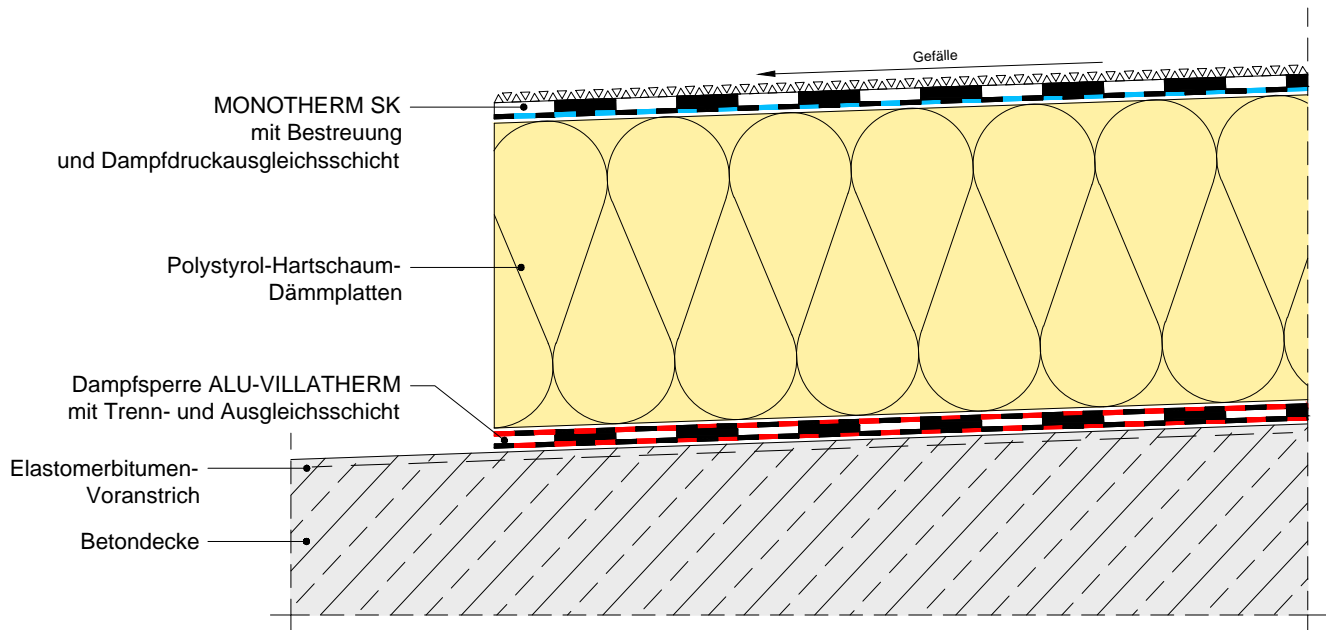 Gefälle
MONOTHERM SK
mit Bestreuung
und Dampfdruckausgleichsschicht
Polystyrol-Hartschaum-
Dämmplatten
Dampfsperre ALU-VILLATHERM
mit Trenn- und Ausgleichsschicht
Elastomerbitumen-
Voranstrich
Betondecke